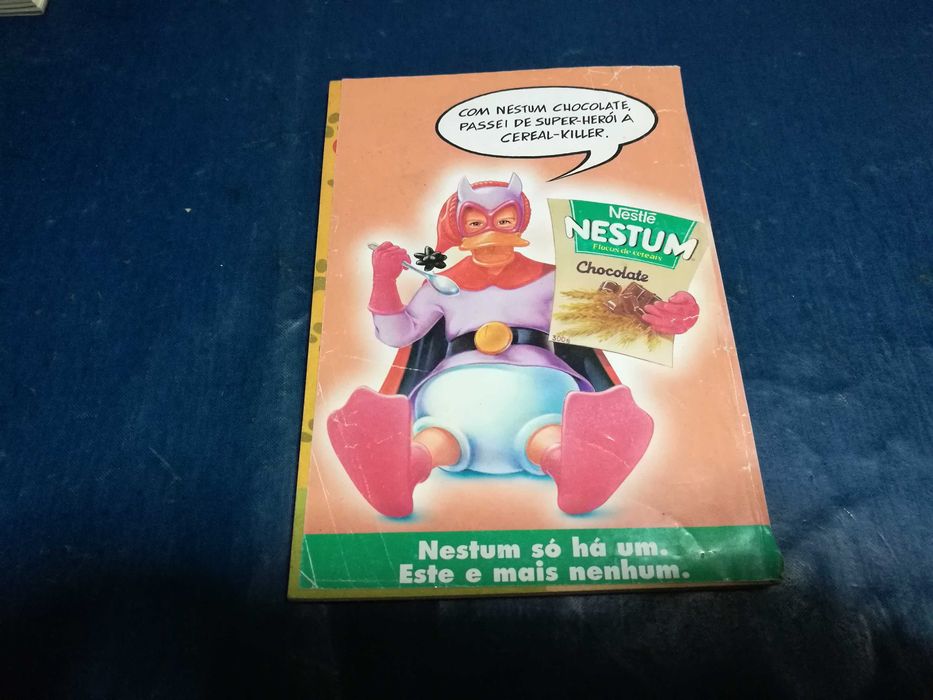 COM NESTUM CHOCOLATE,
PASSEI DE SUPER-HERÓI A
CEREAL-KILLER.
Nestlé
NESTUM
Flocos de cereais
Chocolate
300g
Nestum só há um.
Este e mais nenhum.